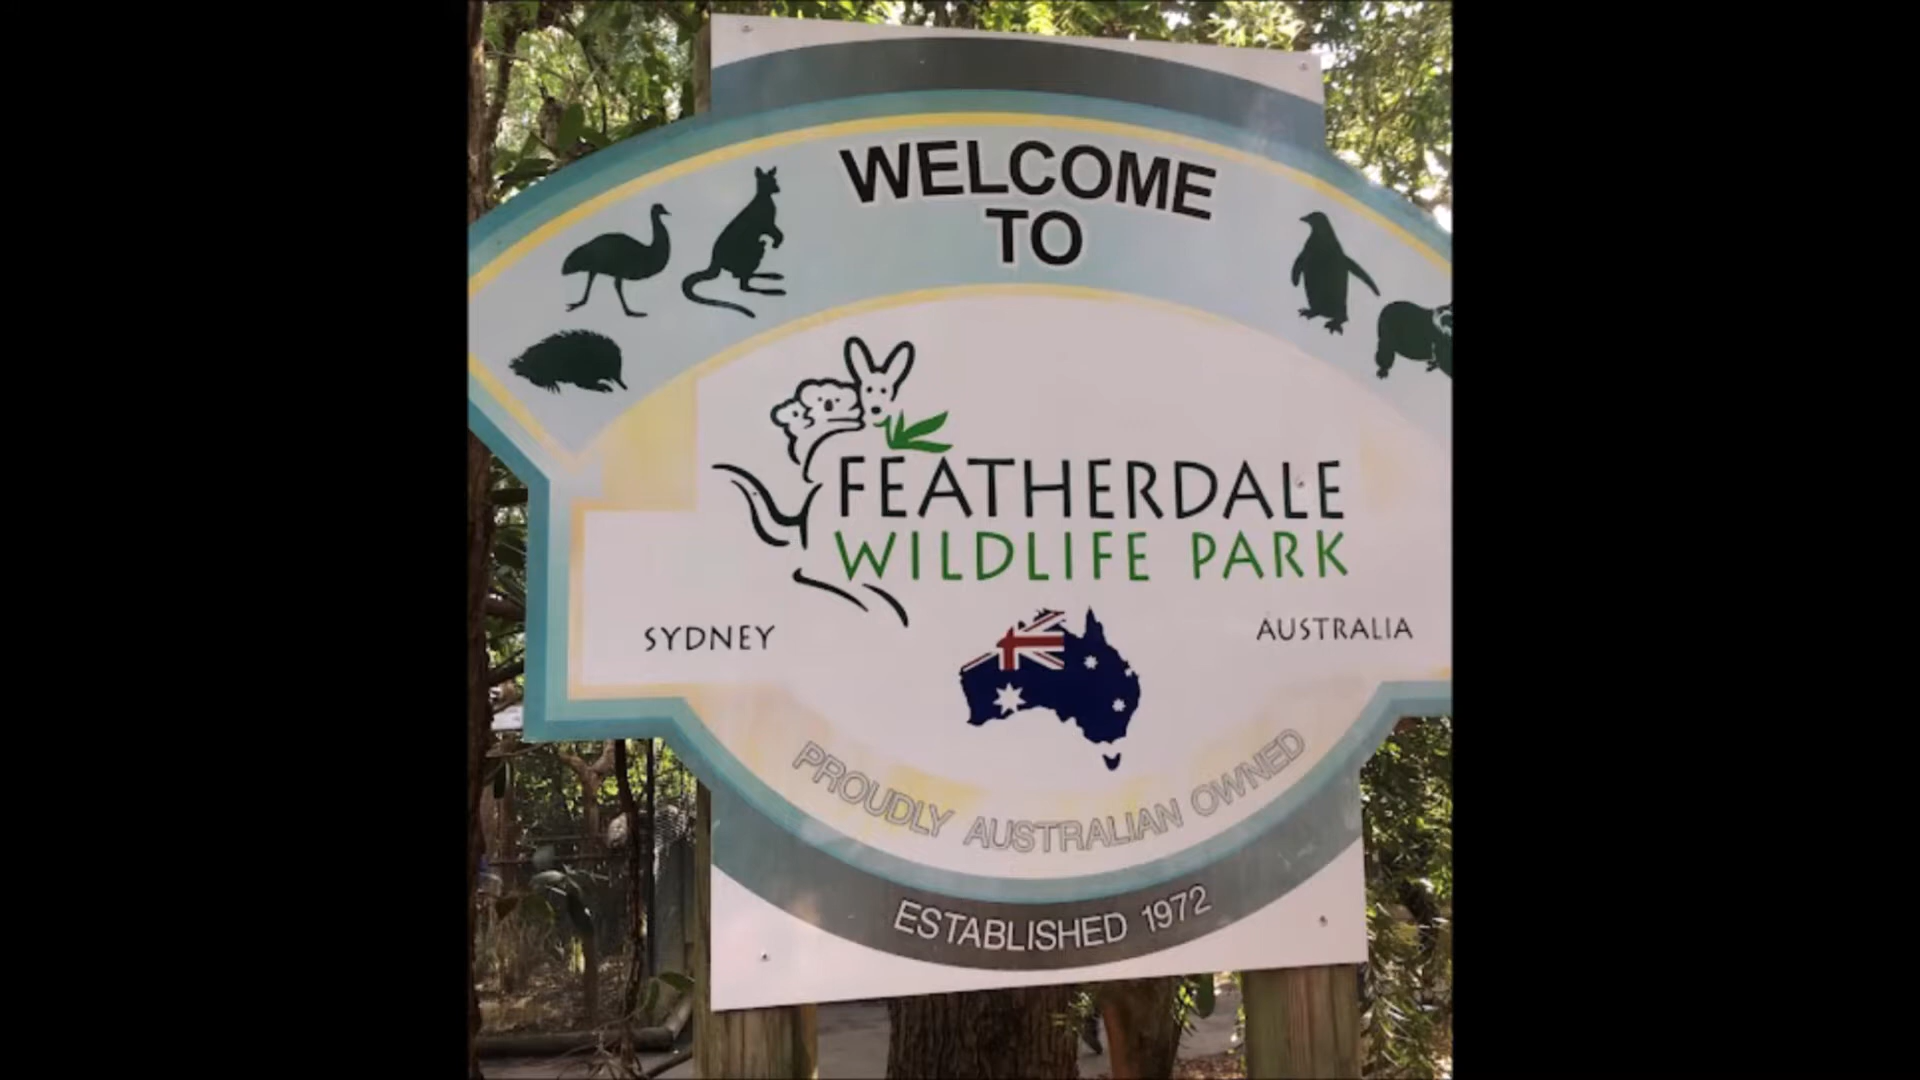 WELCOME
TO
FEATHERDALE
WILDLIFE PARK
SYDNEY
AUSTRALIA
PROUDLY AUSTRALIAN OWNED
ESTABLISHED 1972